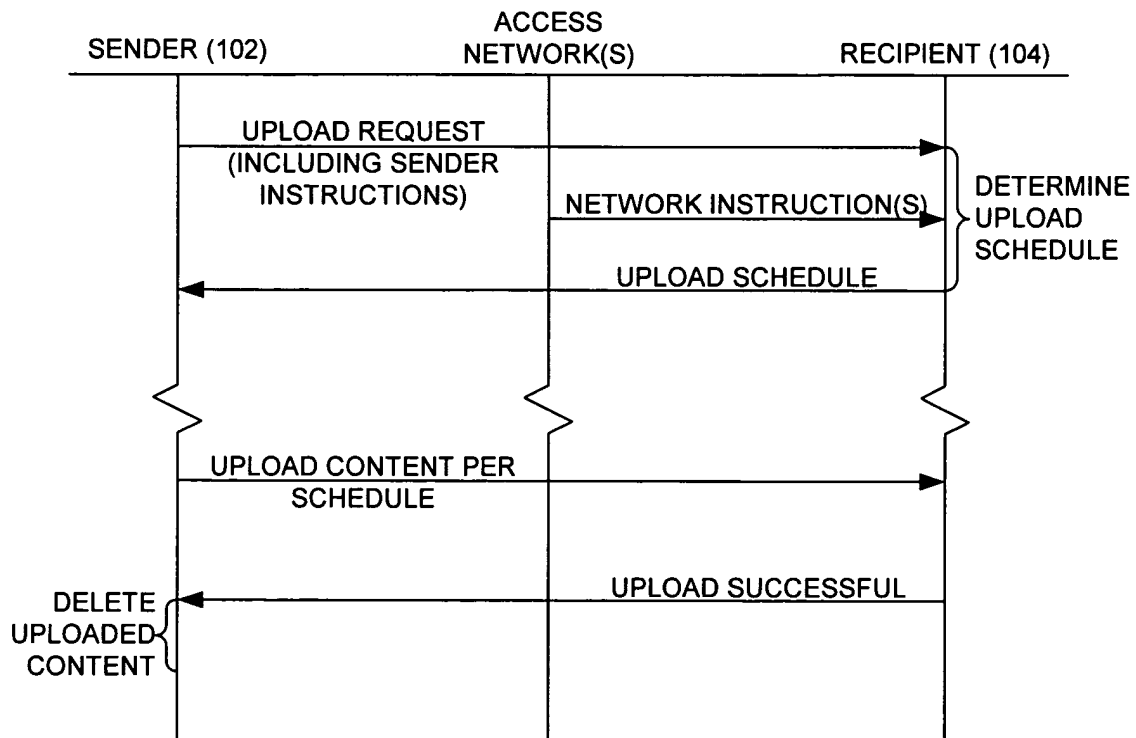 SENDER (102)
ACCESS
NETWORK(S)
RECIPIENT (104)
UPLOAD REQUEST
(INCLUDING SENDER
INSTRUCTIONS)
NETWORK INSTRUCTION(S)
DETERMINE
UPLOAD
SCHEDULE
UPLOAD SCHEDULE
UPLOAD CONTENT PER
SCHEDULE
UPLOAD SUCCESSFUL
DELETE
UPLOADED
CONTENT